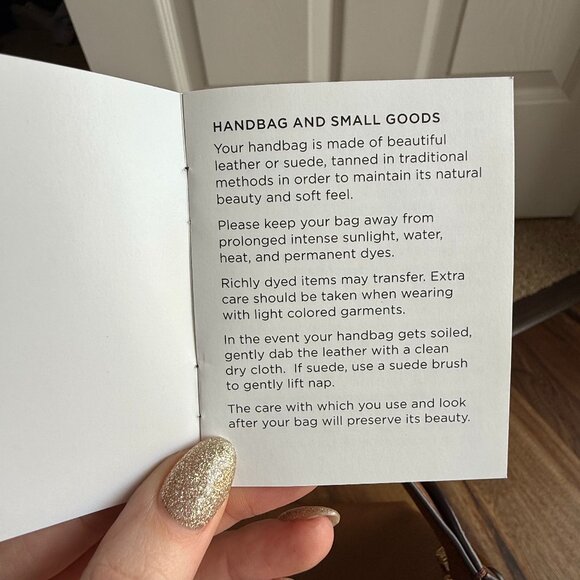 HANDBAG AND SMALL GOODS
Your handbag is made of beautiful
leather or suede, tanned in traditional
methods in order to maintain its natural
beauty and soft feel.
Please keep your bag away from
prolonged intense sunlight, water,
heat, and permanent dyes.
Richly dyed items may transfer. Extra
care should be taken when wearing
with light colored garments.
In the event your handbag gets soiled,
gently dab the leather with a clean
dry cloth.  If suede, use a suede brush
to gently lift nap.
The care with which you use and look
after your bag will preserve its beauty.